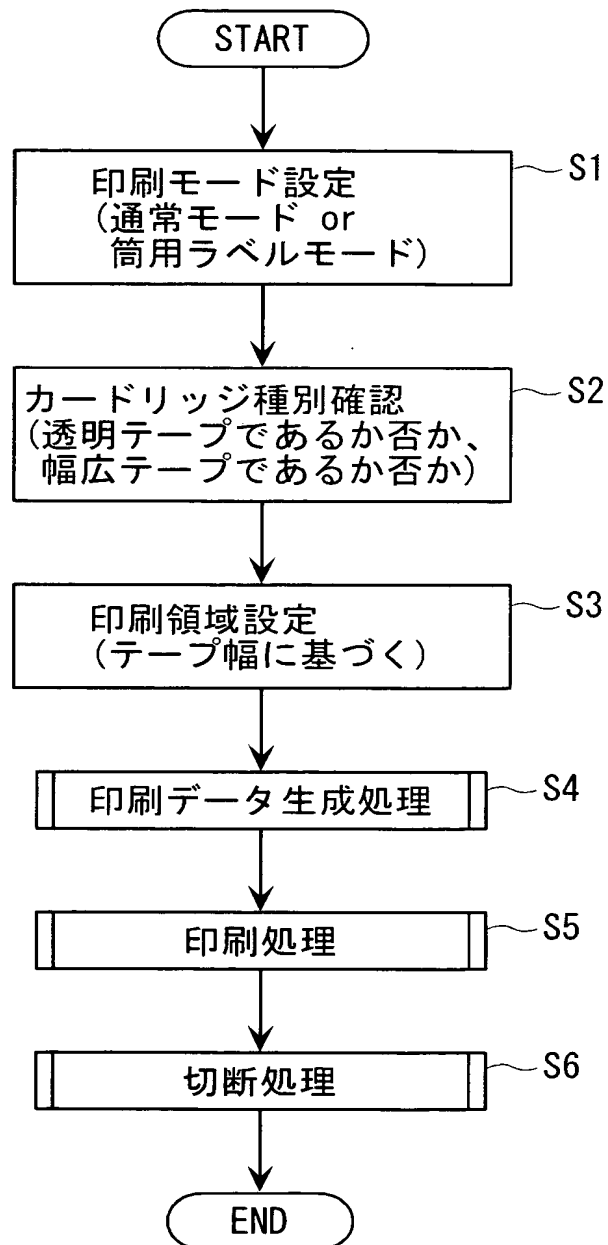 START
印刷モード設定
(通常モード or
筒用ラベルモード)
S1
カードリッジ種別確認
(透明テープであるか否か、
幅広テープであるか否か)
S2
印刷領域設定
(テープ幅に基づく)
S3
印刷データ生成処理
S4
印刷処理
S5
切断処理
S6
END